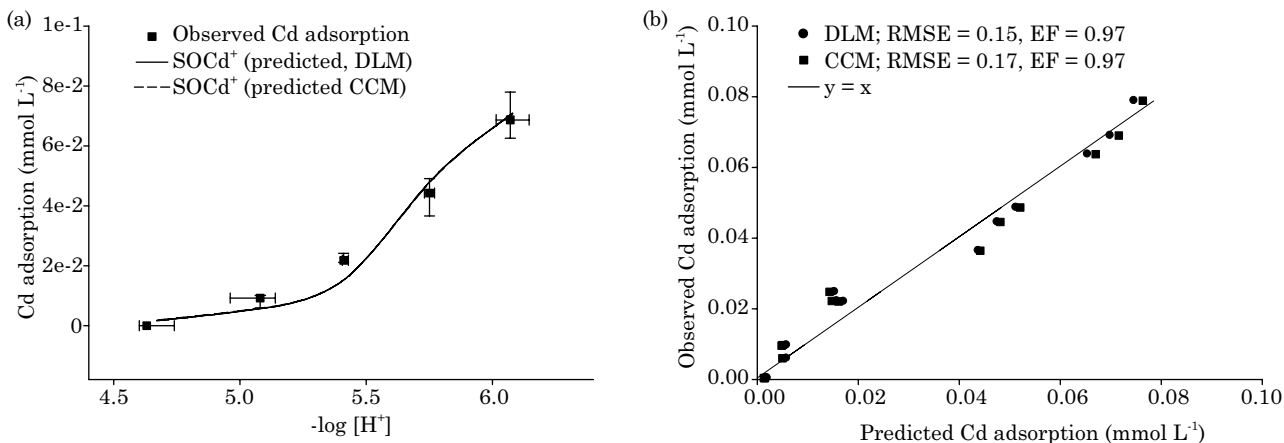 (a)
Cd adsorption (mmol L⁻¹)
1e-1
8e-2
6e-2
4e-2
2e-2
0
Observed Cd adsorption
SOCd⁺ (predicted, DLM)
SOCd⁺ (predicted CCM)
4.5 5.0 5.5 6.0
-log [H⁺]
(b)
Observed Cd adsorption (mmol L⁻¹)
0.10
0.08
0.06
0.04
0.02
0.00
DLM; RMSE = 0.15, EF = 0.97
CCM; RMSE = 0.17, EF = 0.97
y = x
0.00 0.02 0.04 0.06 0.08 0.10
Predicted Cd adsorption (mmol L⁻¹)